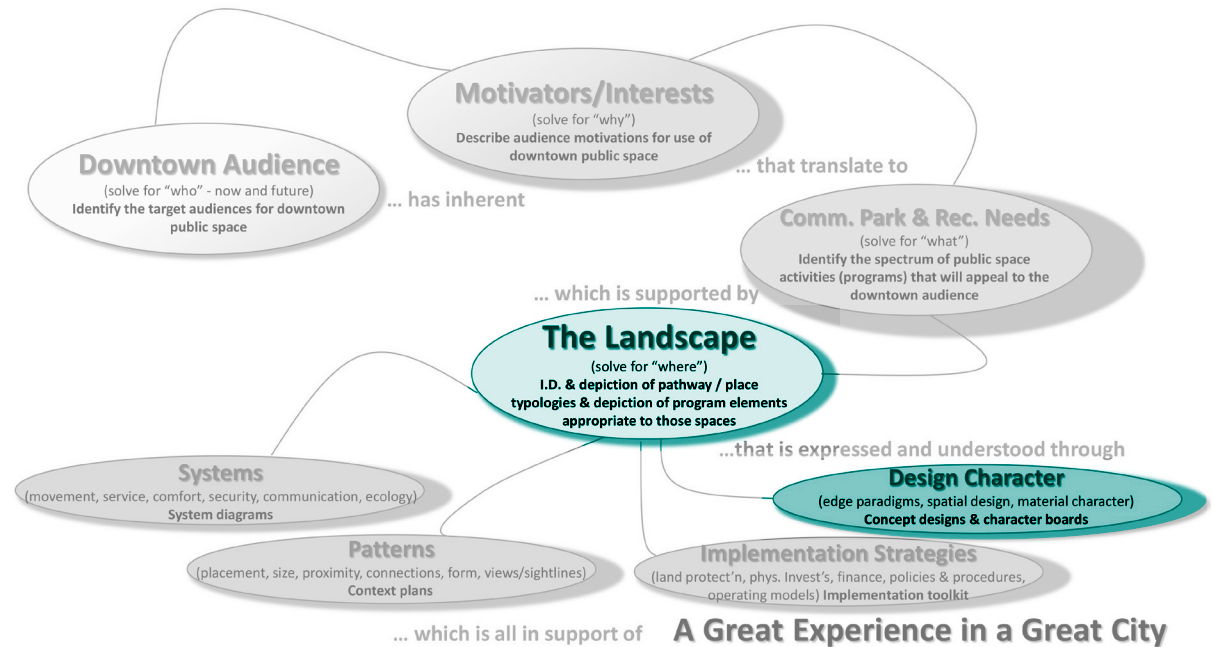 Motivators/Interests
(solve for “why”)
Describe audience motivations for use of
downtown public space
Downtown Audience
(solve for “who” - now and future)
Identify the target audiences for downtown
public space
... has inherent
... that translate to
Comm. Park & Rec. Needs
(solve for “what”)
Identify the spectrum of public space
activities (programs) that will appeal to the
downtown audience
... which is supported by
The Landscape
(solve for “where”)
I.D. & depiction of pathway / place
typologies & depiction of program elements
appropriate to those spaces
...that is expressed and understood through
Systems
(movement, service, comfort, security, communication, ecology)
System diagrams
Design Character
(edge paradigms, spatial design, material character)
Concept designs & character boards
Patterns
(placement, size, proximity, connections, form, views/sightlines)
Context plans
Implementation Strategies
(land protect’n, phys. Invest’s, finance, policies & procedures,
operating models) Implementation toolkit
... which is all in support of
A Great Experience in a Great City